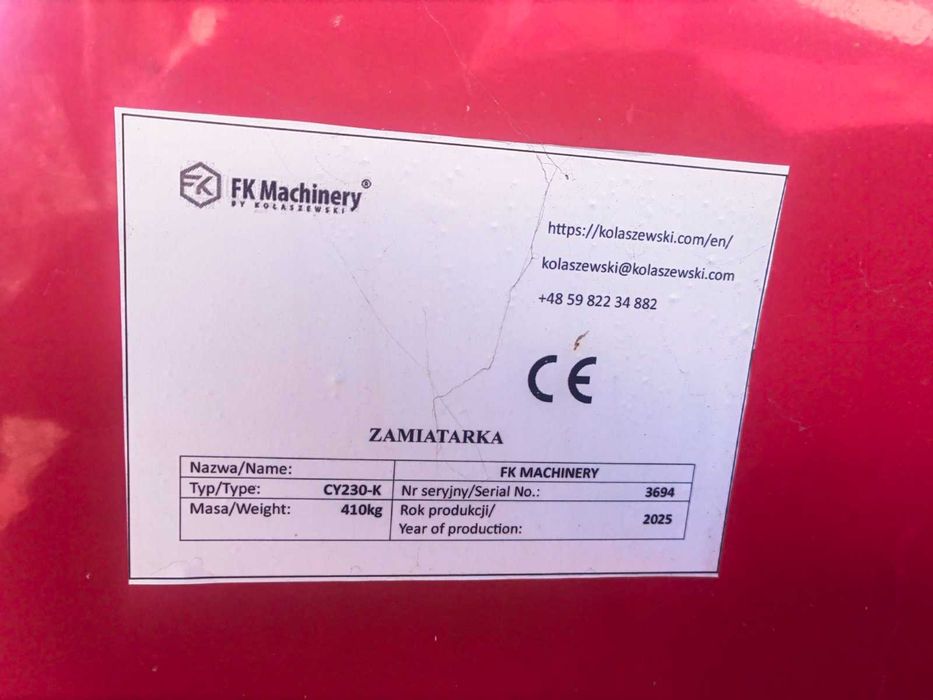 FK Machinery®
BY KOŁASZEWSKI
https://kolaszewski.com/en/
kolaszewski@kolaszewski.com
+48 59 822 34 882
CE
ZAMIATARKA
Nazwa/Name: FK MACHINERY
Typ/Type: CY230-K Nr seryjny/Serial No.: 3694
Masa/Weight: 410kg Rok produkcji/
Year of production: 2025